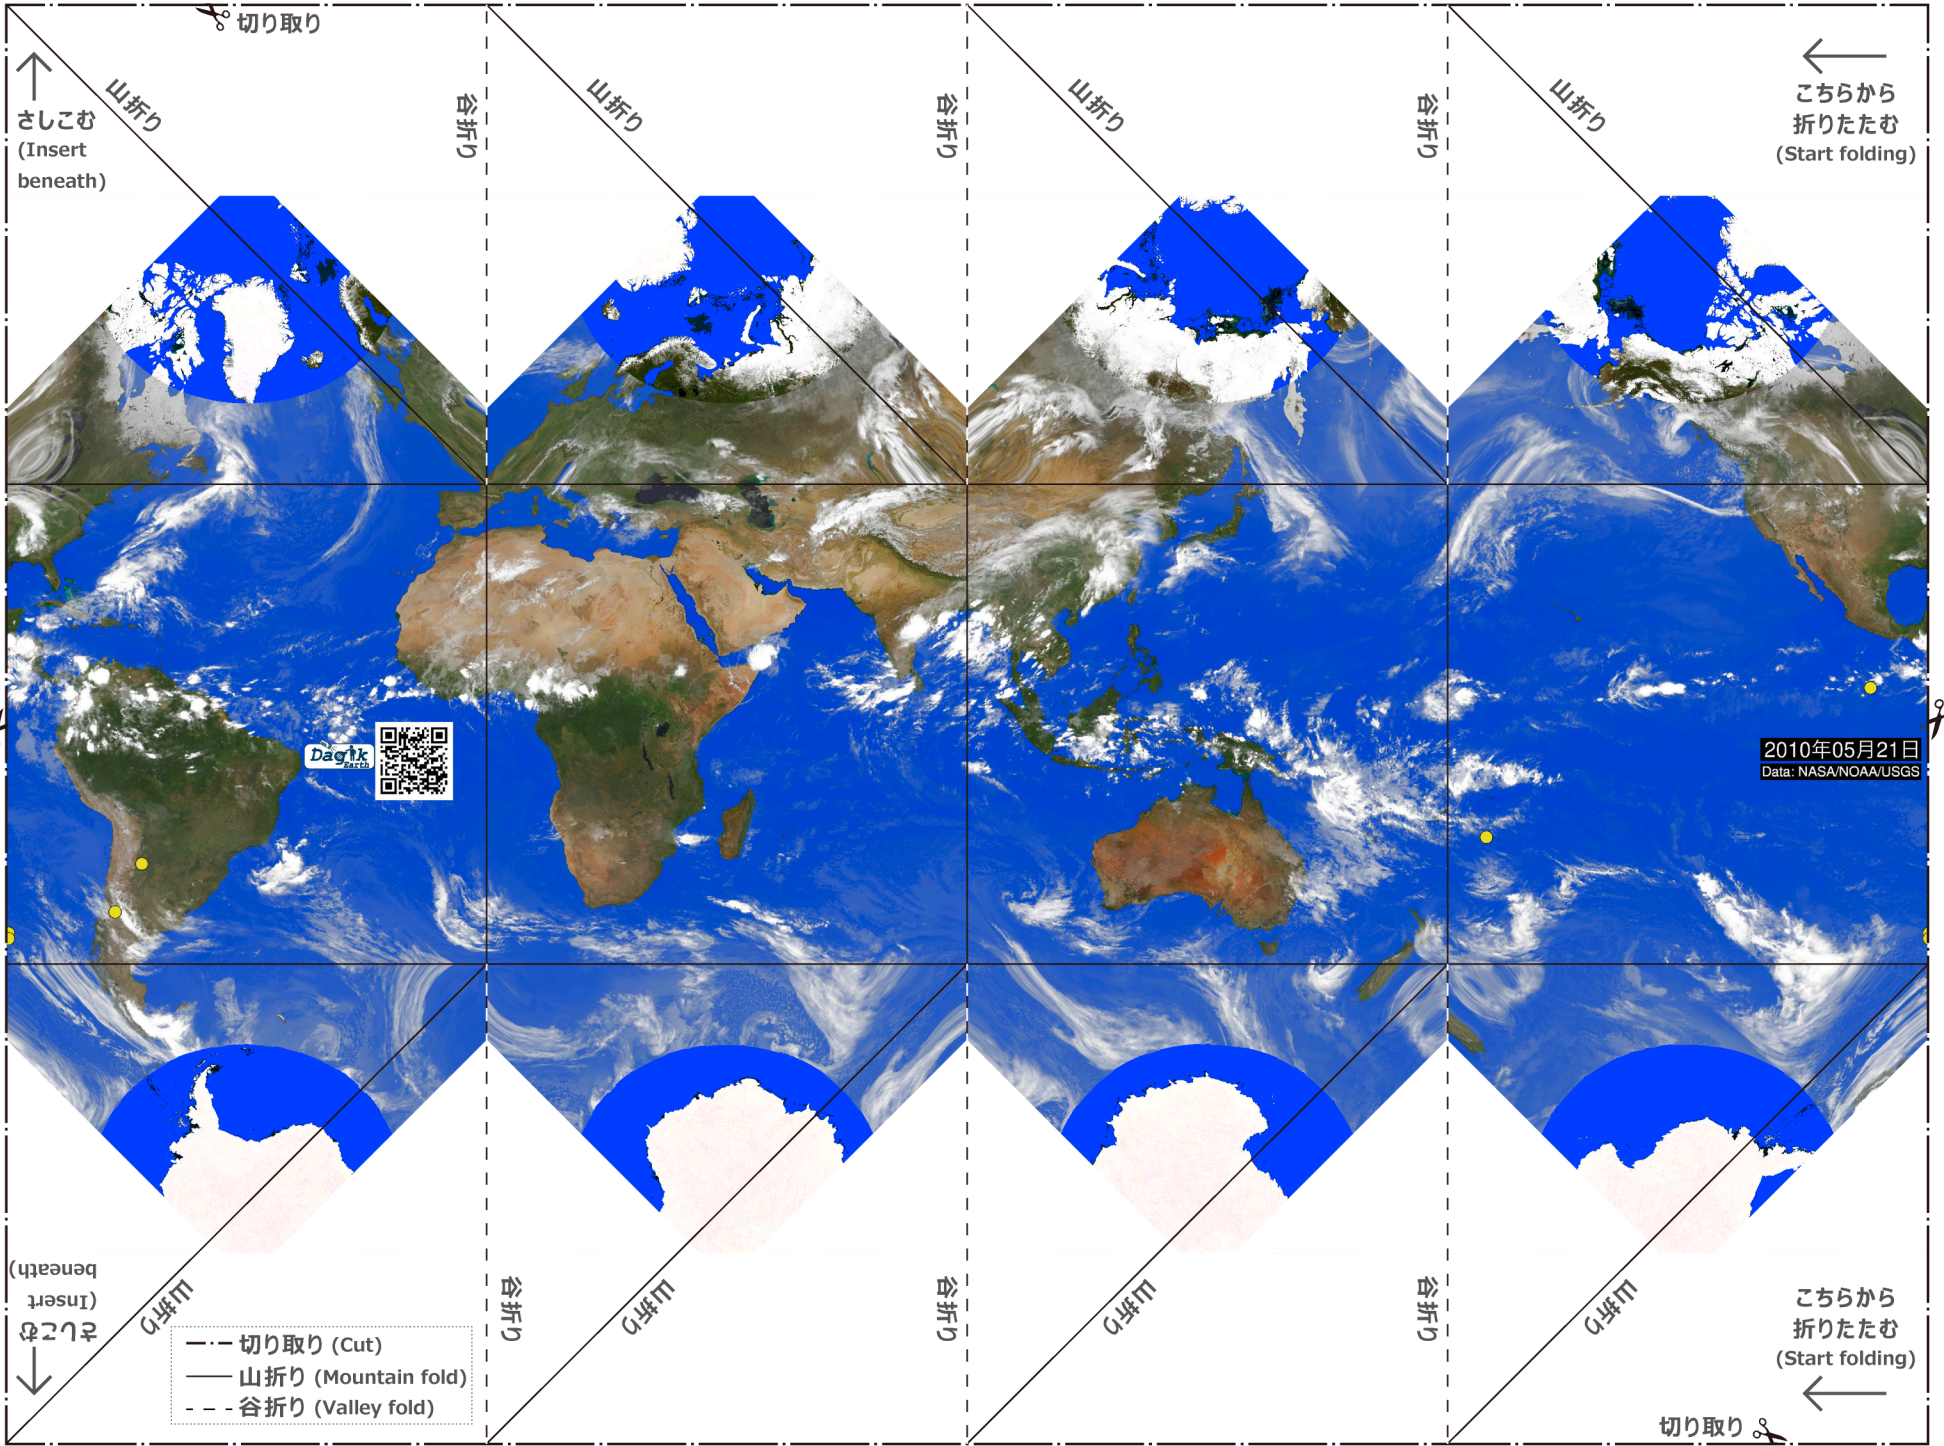 切り取り
山折り
谷折り
山折り
谷折り
山折り
谷折り
山折り
さしこむ
(Insert
beneath)
こちらから
折りたたむ
(Start folding)
Dagik
Earth
2010年05月21日
Data: NASA/NOAA/USGS
さしこむ
(Insert
beneath)
山折り
谷折り
山折り
谷折り
山折り
谷折り
山折り
こちらから
折りたたむ
(Start folding)
切り取り (Cut)
山折り (Mountain fold)
谷折り (Valley fold)
切り取り